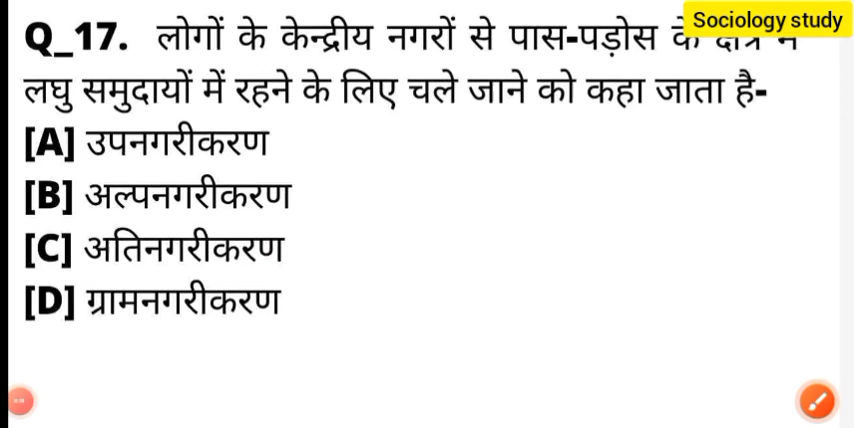 Sociology study
Q_17. लोगों के केन्द्रीय नगरों से पास-पड़ोस के
लघु समुदायों में रहने के लिए चले जाने को कहा जाता है-
[A] उपनगरीकरण
[B] अल्पनगरीकरण
[C] अतिनगरीकरण
[D] ग्रामनगरीकरण